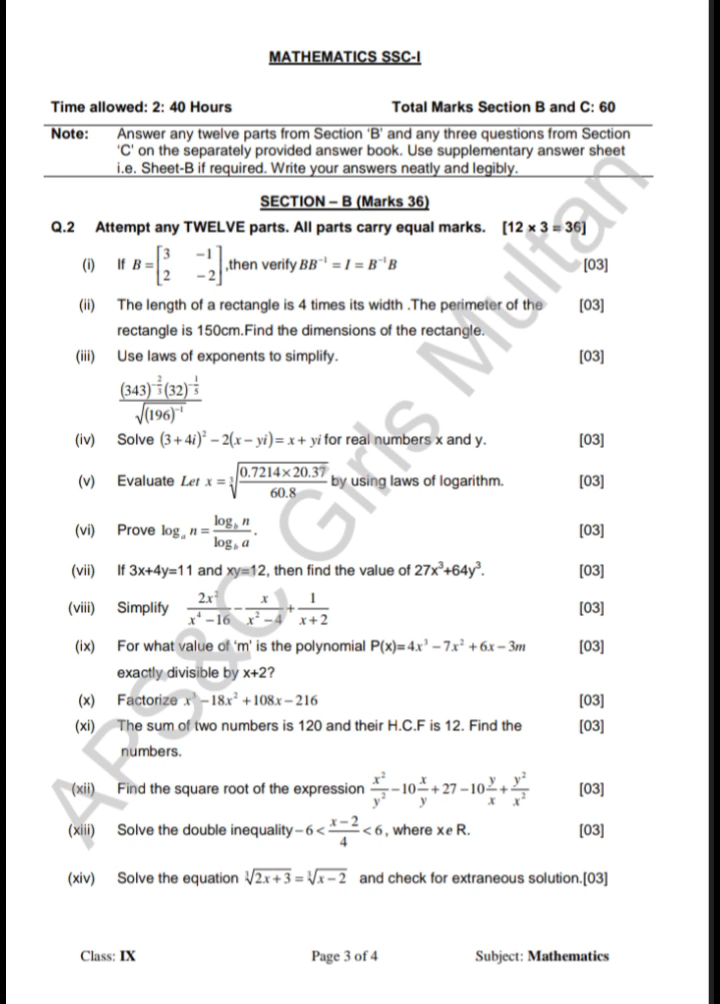 MATHEMATICS SSC-I
Time allowed: 2: 40 Hours Total Marks Section B and C: 60
Note: Answer any twelve parts from Section 'B' and any three questions from Section
'C' on the separately provided answer book. Use supplementary answer sheet
i.e. Sheet-B if required. Write your answers neatly and legibly.
SECTION – B (Marks 36)
Q.2 Attempt any TWELVE parts. All parts carry equal marks. [12 × 3 = 36]
(i) If B = [3 -1; 2 -2], then verify BB⁻¹ = I = B⁻¹B [03]
(ii) The length of a rectangle is 4 times its width .The perimeter of the [03]
rectangle is 150cm.Find the dimensions of the rectangle.
(iii) Use laws of exponents to simplify. [03]
(343)^(-2/3) (32)^(-1/5) / √((196)⁻¹)
(iv) Solve (3+4i)² – 2(x – yi) = x + yi for real numbers x and y. [03]
(v) Evaluate Let x = ∛(0.7214×20.37 / 60.8) by using laws of logarithm. [03]
(vi) Prove logₐ n = log_b n / log_b a . [03]
(vii) If 3x+4y=11 and xy=12, then find the value of 27x³+64y³. [03]
(viii) Simplify 2x²/(x⁴–16) – x/(x²–4) + 1/(x+2) [03]
(ix) For what value of 'm' is the polynomial P(x)= 4x³ – 7x² + 6x – 3m [03]
exactly divisible by x+2?
(x) Factorize x³ –18x² +108x – 216 [03]
(xi) The sum of two numbers is 120 and their H.C.F is 12. Find the [03]
numbers.
(xii) Find the square root of the expression x²/y² –10 x/y + 27 –10 y/x + y²/x² [03]
(xiii) Solve the double inequality – 6 < (x – 2)/4 < 6 , where x є R. [03]
(xiv) Solve the equation ∛(2x+3) = ∛(x–2) and check for extraneous solution.[03]
APS&C Girls Multan
Class: IX Page 3 of 4 Subject: Mathematics